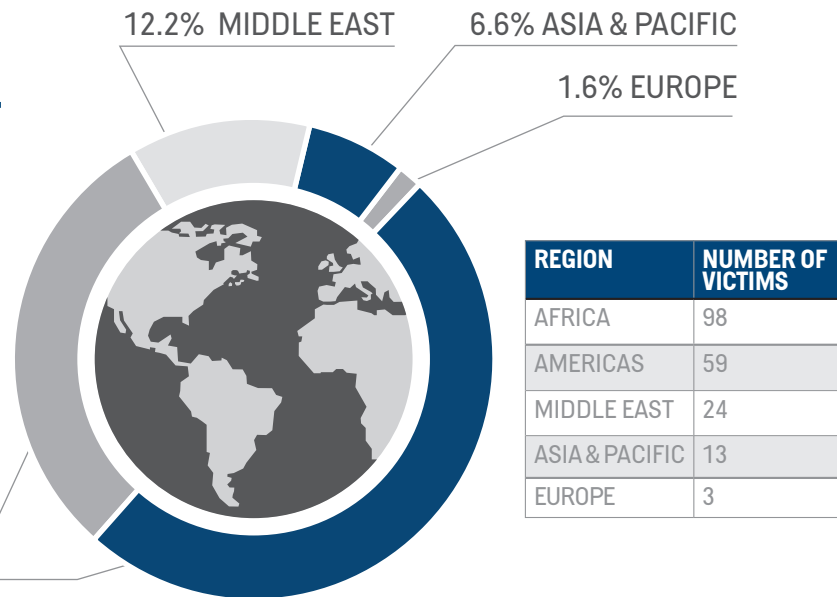 12.2% MIDDLE EAST
6.6% ASIA & PACIFIC
1.6% EUROPE
REGION NUMBER OF
VICTIMS
AFRICA 98
AMERICAS 59
MIDDLE EAST 24
ASIA & PACIFIC 13
EUROPE 3